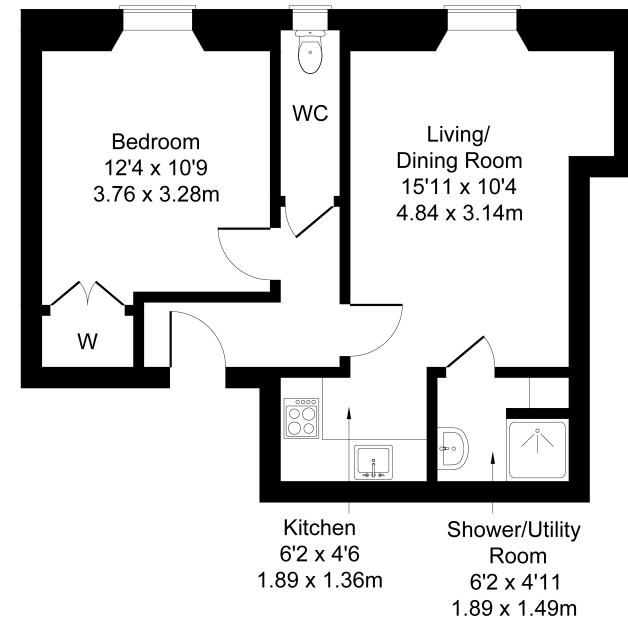 WC
Bedroom
12'4 x 10'9
3.76 x 3.28m
Living/
Dining Room
15'11 x 10'4
4.84 x 3.14m
W
Kitchen
6'2 x 4'6
1.89 x 1.36m
Shower/Utility
Room
6'2 x 4'11
1.89 x 1.49m